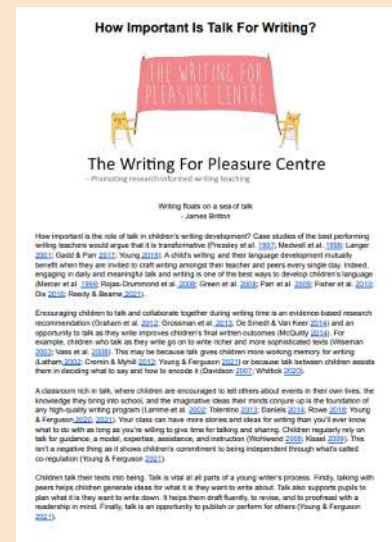 How Important Is Talk For Writing?
THE WRITING FOR
PLEASURE CENTRE
The Writing For Pleasure Centre
- Promoting research-informed writing teaching
Writing floats on a sea of talk
- James Britton
How important is the role of talk in children's writing development? Case studies of the best performing
writing teachers would argue that it is transformative (Pressley et al. 1997; Medwell et al. 1998; Langer
2001; Gadd & Parr 2017; Young 2019). A child's writing and their language development mutually
benefit when they are invited to craft writing amongst their teacher and peers every single day. Indeed,
engaging in daily and meaningful talk and writing is one of the best ways to develop children's language
(Mercer et al. 1999; Rojas-Drummond et al. 2008; Green et al. 2008; Parr et al. 2009; Fisher et al. 2010;
Dix 2016; Reedy & Bearne 2021).
Encouraging children to talk and collaborate together during writing time is an evidence-based research
recommendation (Graham et al. 2012; Grossman et al. 2013; De Smedt & Van Keer 2014) and an
opportunity to talk as they write improves children's final written outcomes (McQuitty 2014). For
example, children who talk as they write go on to write richer and more sophisticated texts (Wiseman
2003; Vass et al. 2008). This may be because talk gives children more working memory for writing
(Latham 2002; Cremin & Myhill 2012; Young & Ferguson 2021) or because talk between children assists
them in deciding what to say and how to encode it (Davidson 2007; Whittick 2020).
A classroom rich in talk, where children are encouraged to tell others about events in their own lives, the
knowledge they bring into school, and the imaginative ideas their minds conjure up is the foundation of
any high-quality writing program (Lamme et al. 2002; Tolentino 2013; Daniels 2014; Rowe 2018; Young
& Ferguson 2020, 2021). Your class can have more stories and ideas for writing than you'll ever know
what to do with as long as you're willing to give time for talking and sharing. Children regularly rely on
talk for guidance, a model, expertise, assistance, and instruction (Wohlwend 2008; Kissel 2009). This
isn't a negative thing as it shows children's commitment to being independent through what's called
co-regulation (Young & Ferguson 2021).
Children talk their texts into being. Talk is vital at all parts of a young writer's process. Firstly, talking with
peers helps children generate ideas for what it is they want to write about. Talk also supports pupils to
plan what it is they want to write down. It helps them draft fluently, to revise, and to proofread with a
readership in mind. Finally, talk is an opportunity to publish or perform for others (Young & Ferguson
2021).